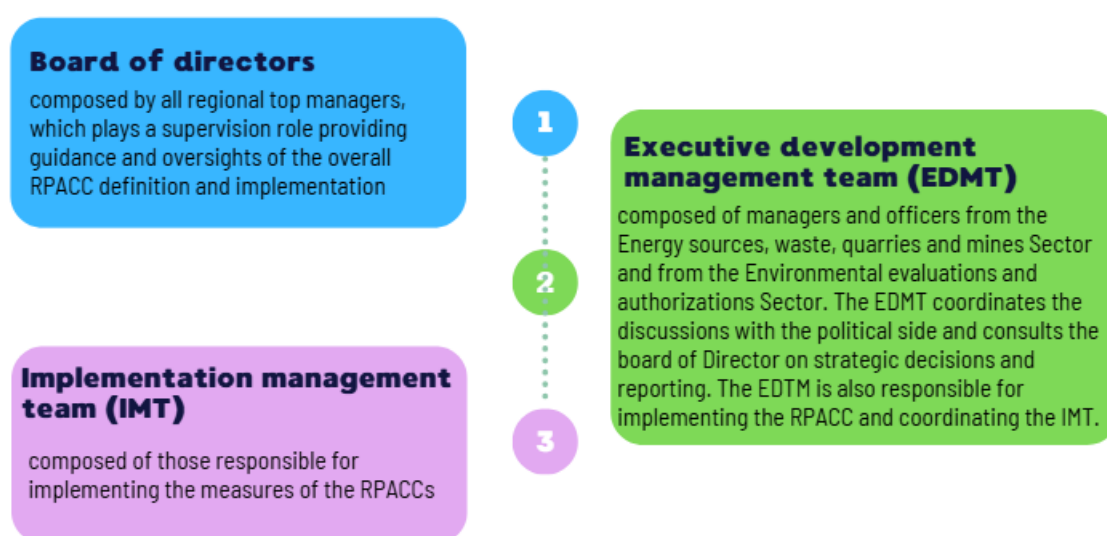 Board of directors
composed by all regional top managers,
which plays a supervision role providing
guidance and oversights of the overall
RPACC definition and implementation
1
Executive development
management team (EDMT)
composed of managers and officers from the
Energy sources, waste, quarries and mines Sector
and from the Environmental evaluations and
authorizations Sector. The EDMT coordinates the
discussions with the political side and consults the
board of Director on strategic decisions and
reporting. The EDTM is also responsible for
implementing the RPACC and coordinating the IMT.
2
Implementation management
team (IMT)
composed of those responsible for
implementing the measures of the RPACCs
3